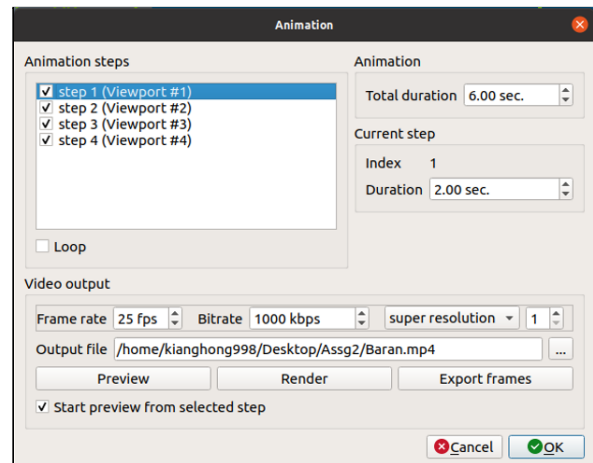 Animation
Animation steps
step 1 (Viewport #1)
step 2 (Viewport #2)
step 3 (Viewport #3)
step 4 (Viewport #4)
Loop
Animation
Total duration 6.00 sec.
Current step
Index 1
Duration 2.00 sec.
Video output
Frame rate 25 fps Bitrate 1000 kbps super resolution 1
Output file /home/kianghong998/Desktop/Assg2/Baran.mp4 ...
Preview Render Export frames
Start preview from selected step
Cancel OK